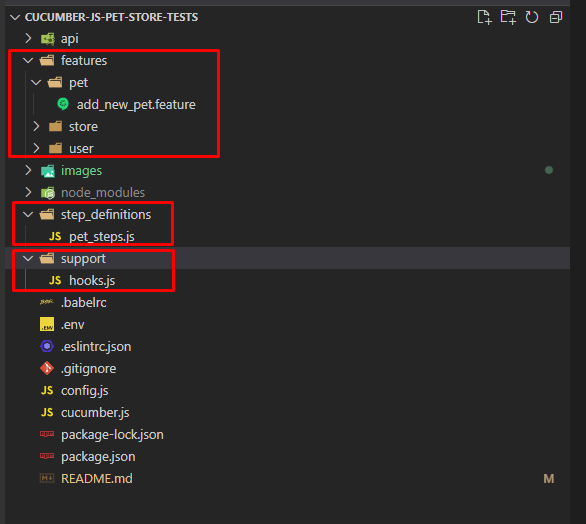 CUCUMBER-JS-PET-STORE-TESTS
api
features
pet
add_new_pet.feature
store
user
images
node_modules
step_definitions
JS pet_steps.js
support
JS hooks.js
.babelrc
.ENV .env
.eslintrc.json
.gitignore
JS config.js
JS cucumber.js
package-lock.json
package.json
README.md M